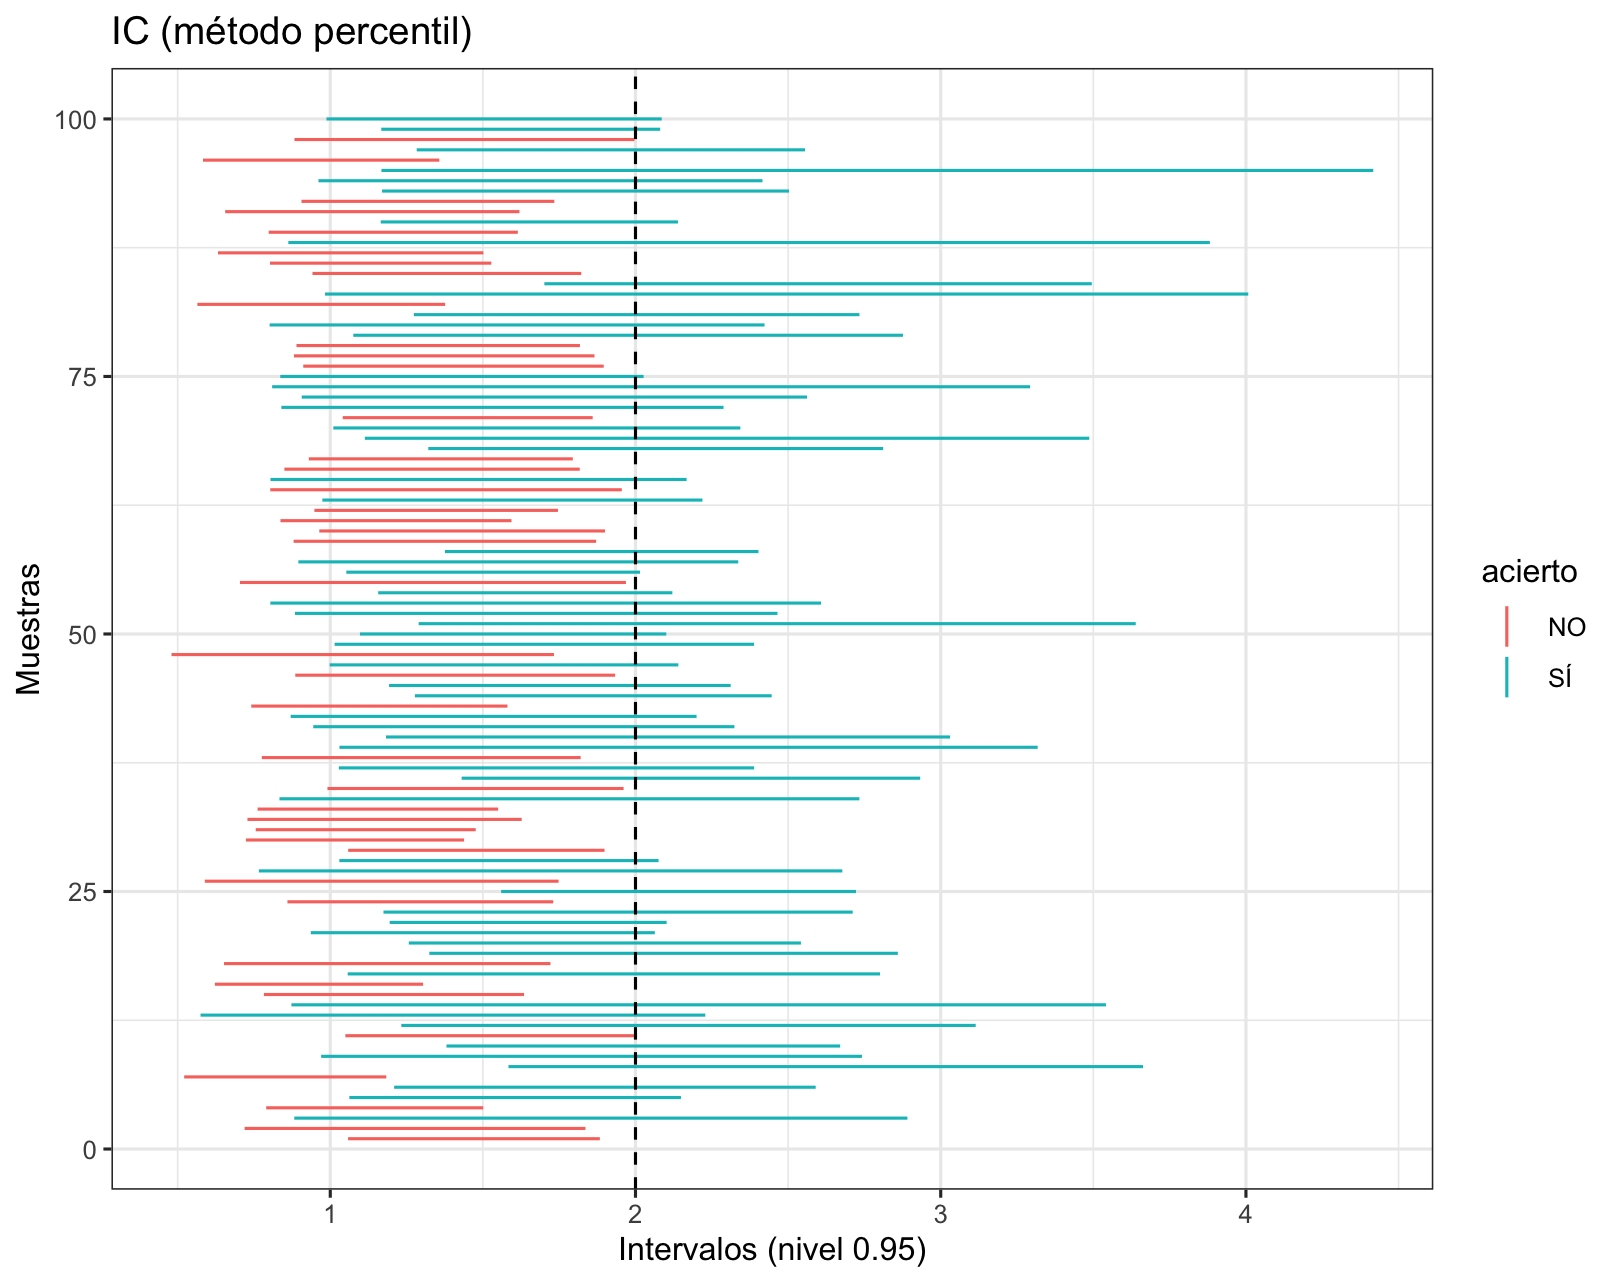 IC (método percentil)
100
75
50
25
0
Muestras
1 2 3 4
Intervalos (nivel 0.95)
acierto
NO
SÍ